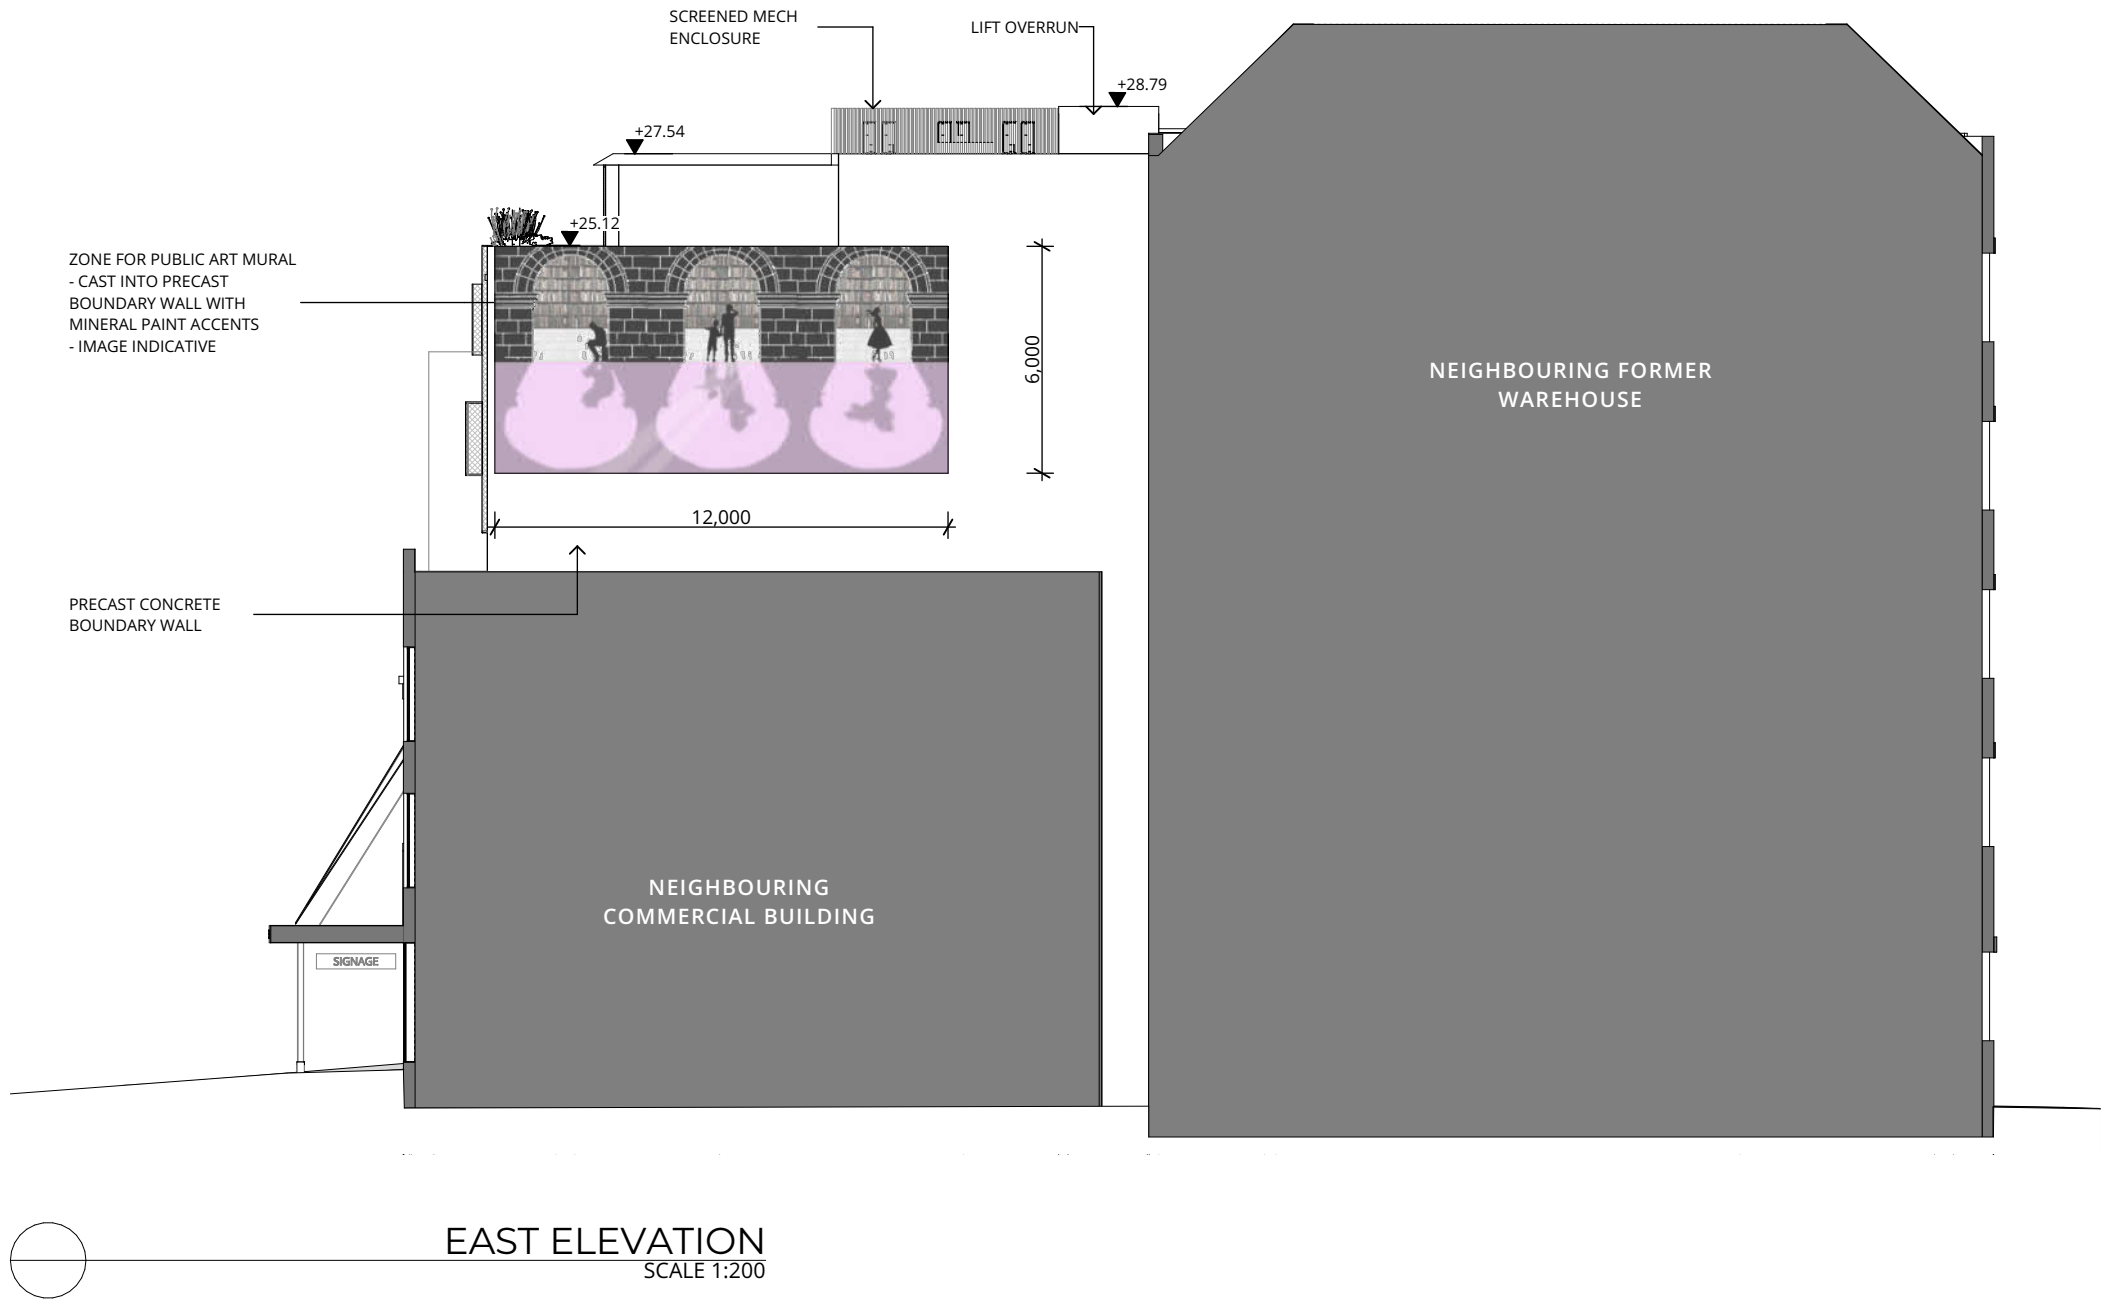 SCREENED MECH
ENCLOSURE
LIFT OVERRUN
+28.79
+27.54
+25.12
ZONE FOR PUBLIC ART MURAL
- CAST INTO PRECAST
BOUNDARY WALL WITH
MINERAL PAINT ACCENTS
- IMAGE INDICATIVE
6,000
NEIGHBOURING FORMER
WAREHOUSE
12,000
PRECAST CONCRETE
BOUNDARY WALL
NEIGHBOURING
COMMERCIAL BUILDING
SIGNAGE
EAST ELEVATION
SCALE 1:200